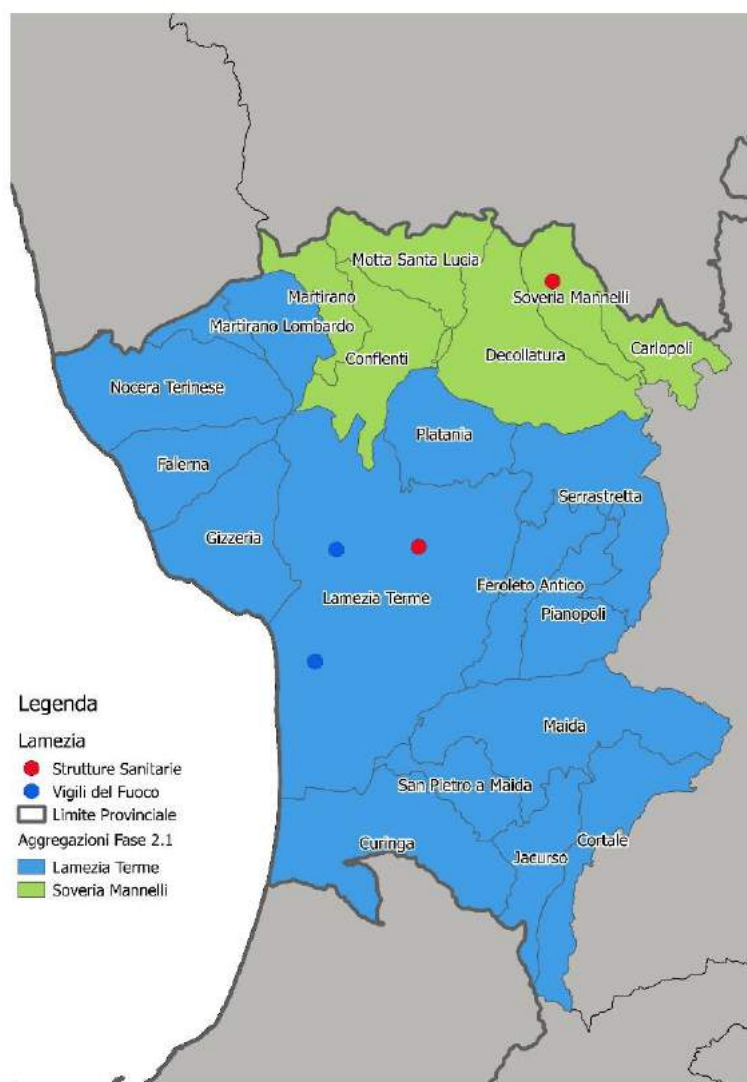 Motta Santa Lucia
Martirano
Soveria Mannelli
Martirano Lombardo
Carlopoli
Conflenti
Decollatura
Nocera Terinese
Platania
Falerna
Serrastretta
Gizzeria
Feroleto Antico
Lamezia Terme
Pianopoli
Maida
San Pietro a Maida
Curinga
Cortale
Jacurso
Legenda
Lamezia
Strutture Sanitarie
Vigili del Fuoco
Limite Provinciale
Aggregazioni Fase 2.1
Lamezia Terme
Soveria Mannelli